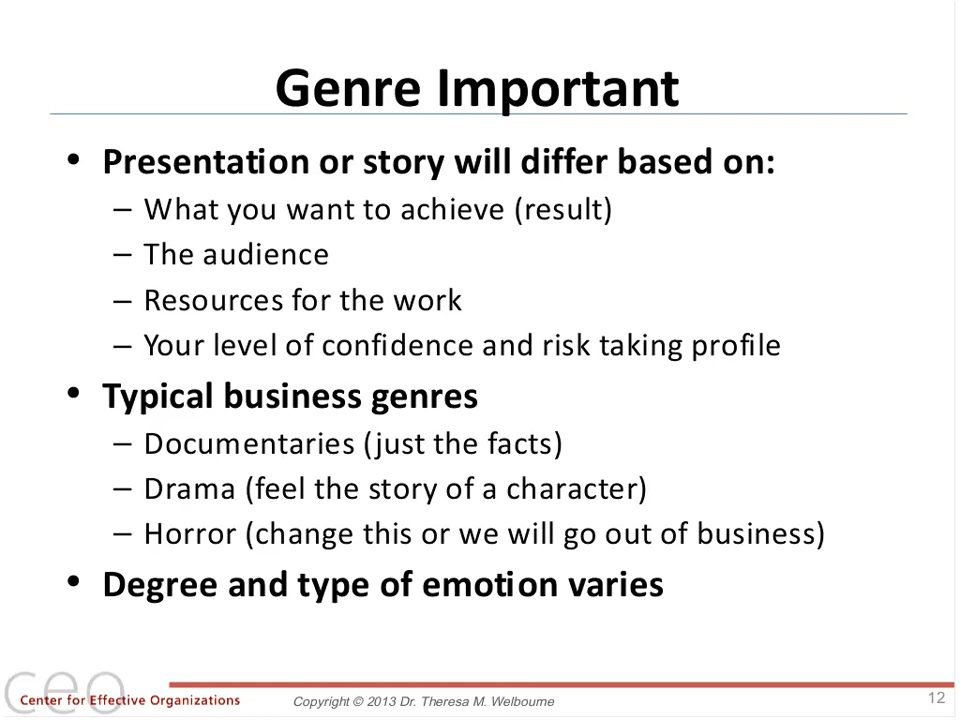 Genre Important
• Presentation or story will differ based on:
– What you want to achieve (result)
– The audience
– Resources for the work
– Your level of confidence and risk taking profile
• Typical business genres
– Documentaries (just the facts)
– Drama (feel the story of a character)
– Horror (change this or we will go out of business)
• Degree and type of emotion varies
ceo
Center for Effective Organizations
Copyright © 2013 Dr. Theresa M. Welbourne
12